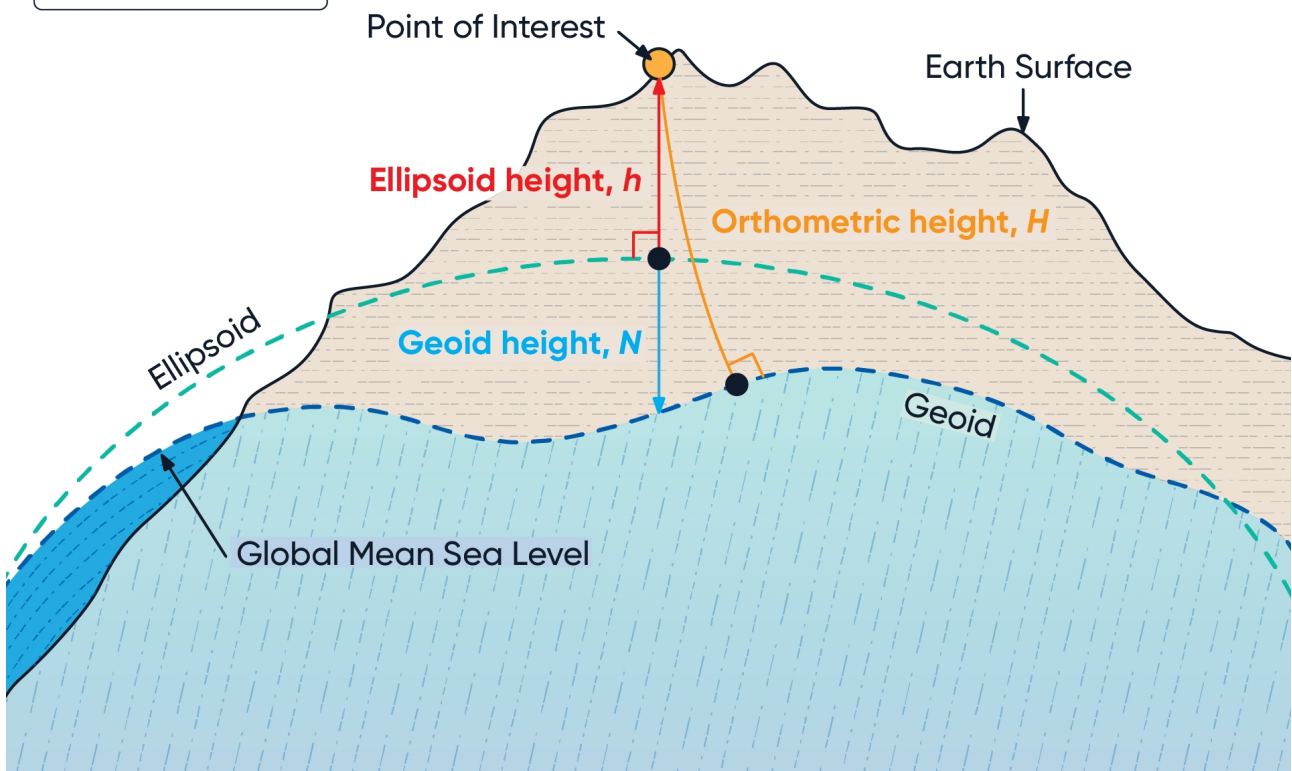 Point of Interest
Earth Surface
Ellipsoid height, h
Orthometric height, H
Ellipsoid
Geoid height, N
Geoid
Global Mean Sea Level